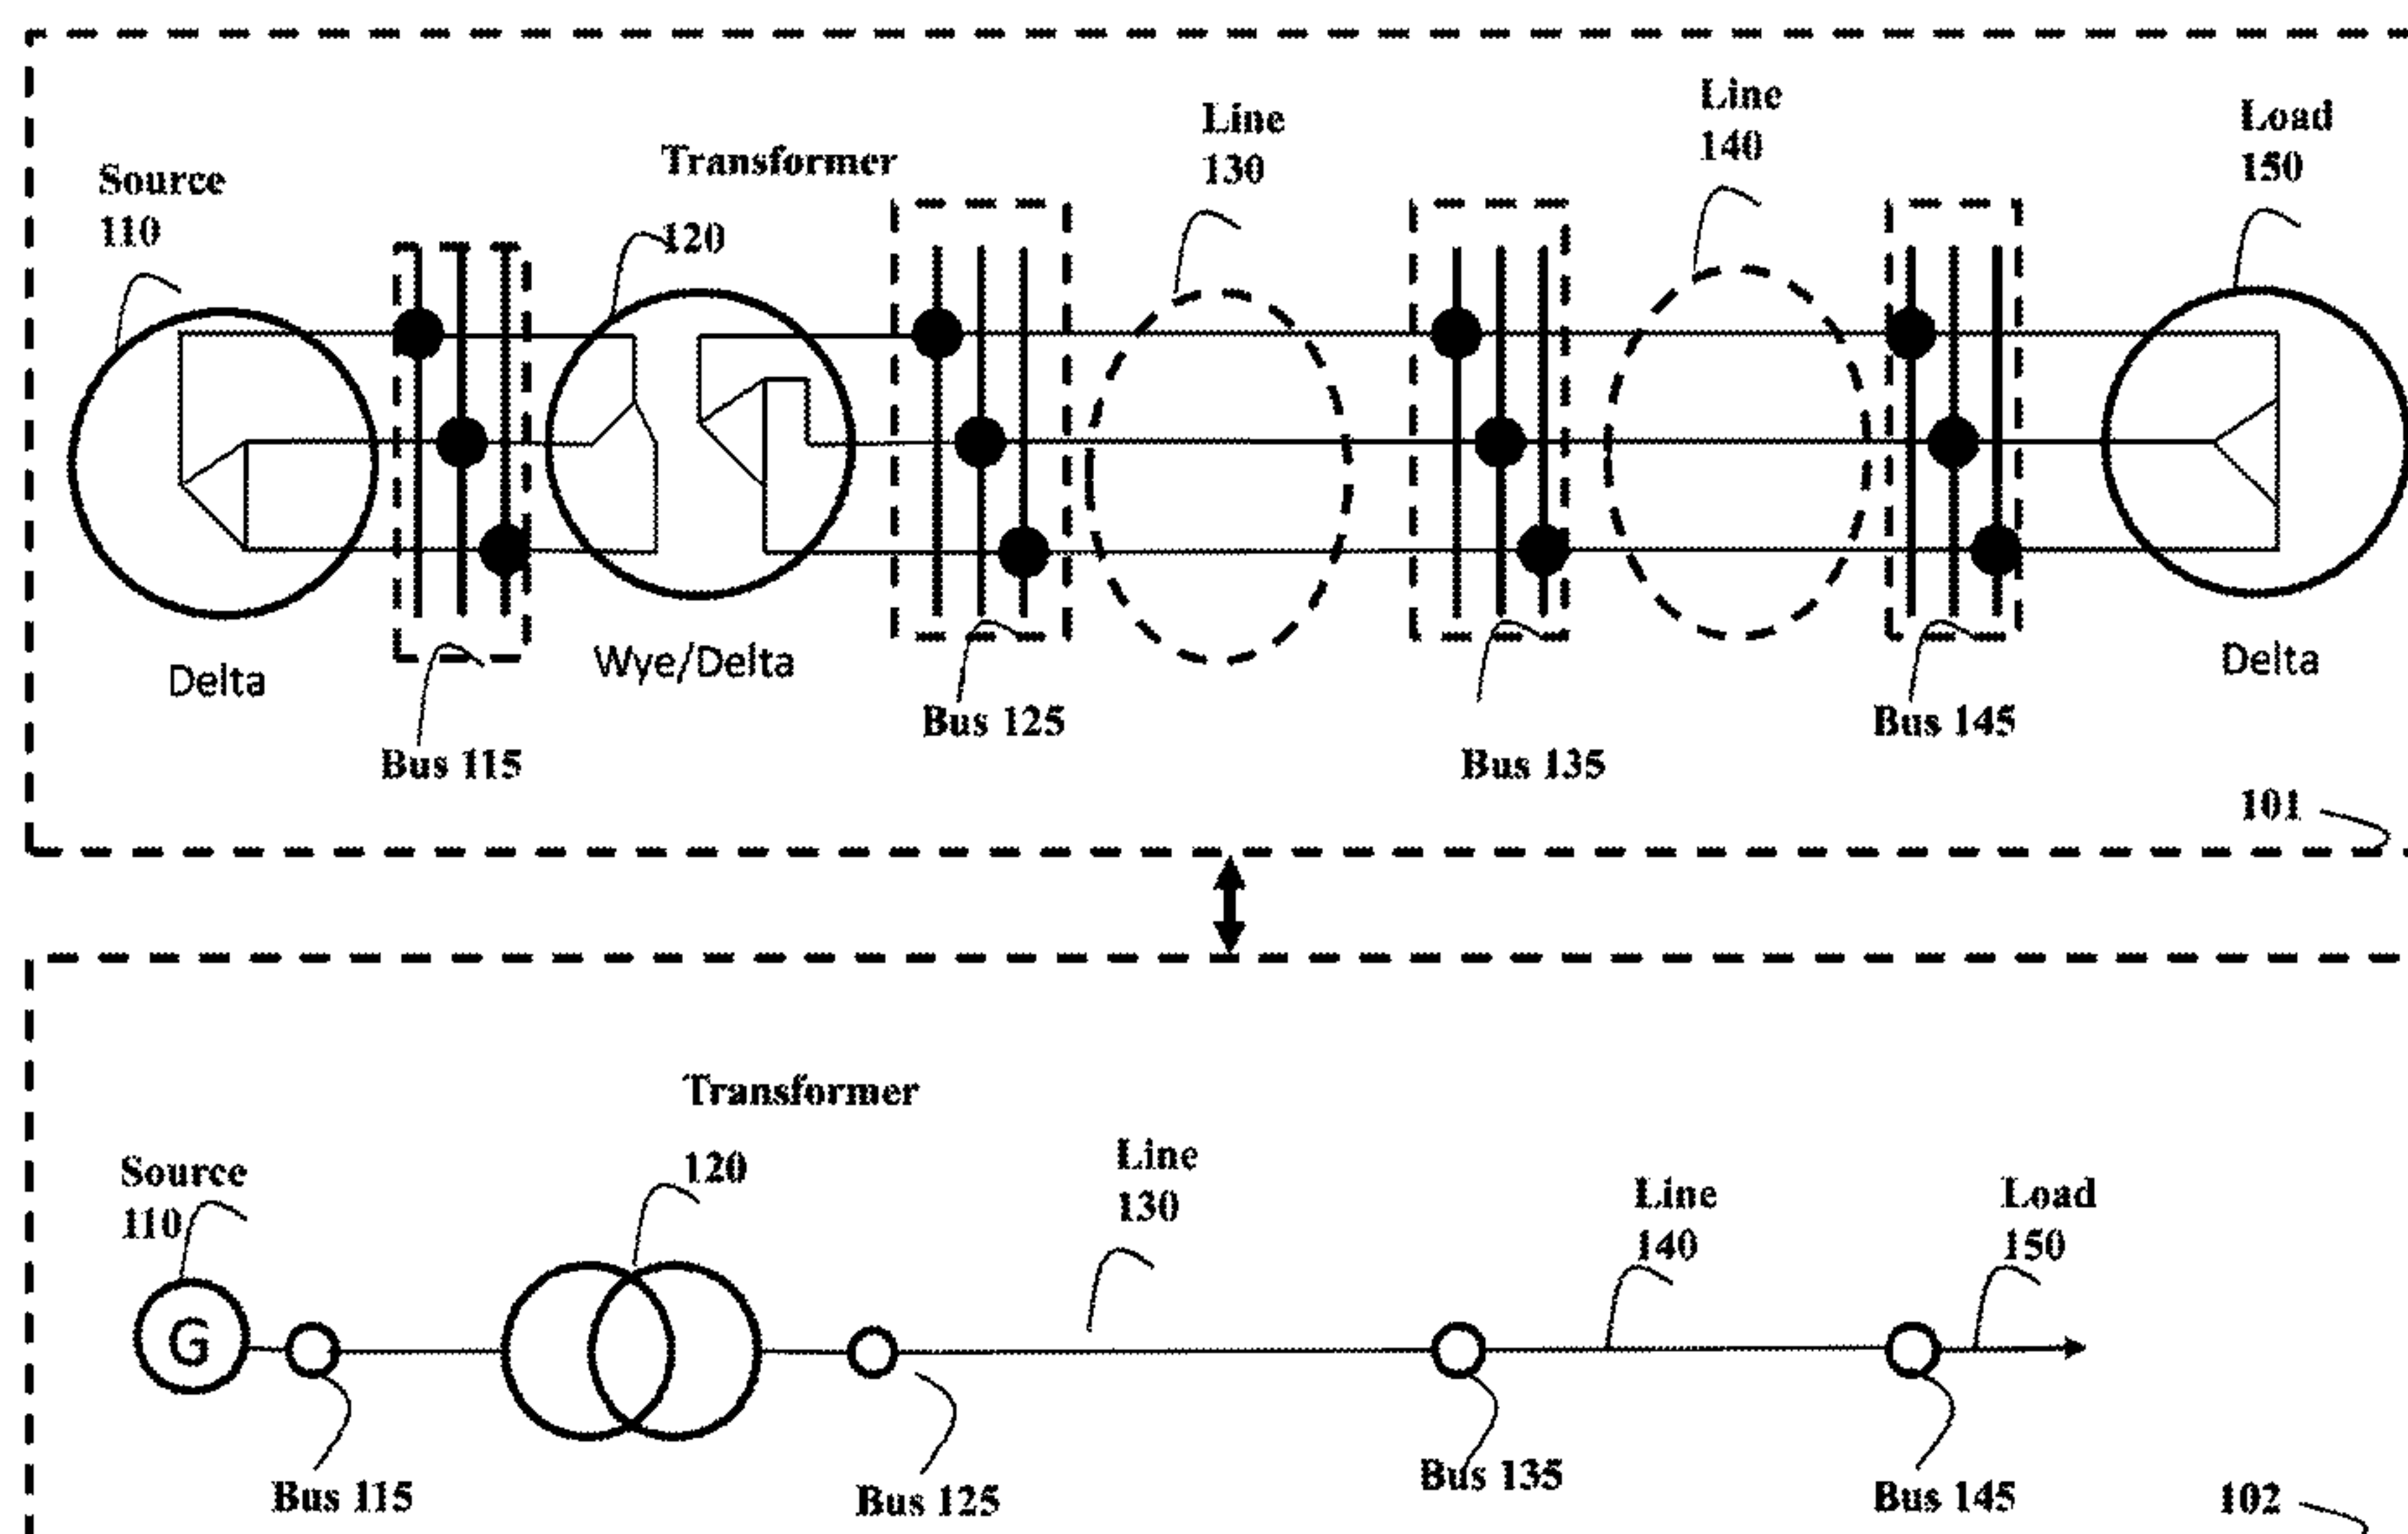 Source
110
Transformer
120
Line
130
Line
140
Load
150
Delta
Wye/Delta
Delta
Bus 115
Bus 125
Bus 135
Bus 145
101
Transformer
120
Source
110
Line
130
Line
140
Load
150
G
Bus 115
Bus 125
Bus 135
Bus 145
102